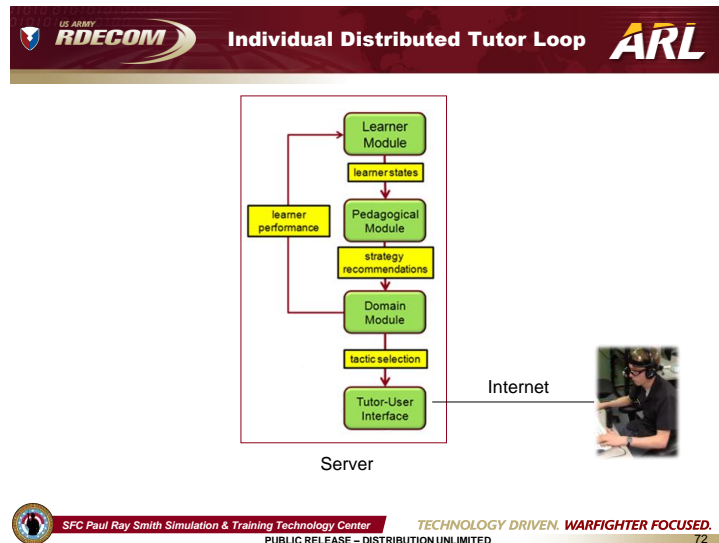 US ARMY
RDECOM
Individual Distributed Tutor Loop
ARL
Learner
Module
learner states
learner
performance
Pedagogical
Module
strategy
recommendations
Domain
Module
tactic selection
Tutor-User
Interface
Internet
Server
SFC Paul Ray Smith Simulation & Training Technology Center
TECHNOLOGY DRIVEN. WARFIGHTER FOCUSED.
PUBLIC RELEASE – DISTRIBUTION UNLIMITED
72